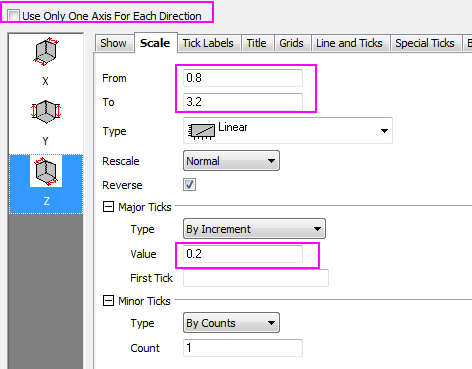 Use Only One Axis For Each Direction
X
Y
Z
Show Scale Tick Labels Title Grids Line and Ticks Special Ticks B
From 0.8
To 3.2
Type Linear
Rescale Normal
Reverse
Major Ticks
Type By Increment
Value 0.2
First Tick
Minor Ticks
Type By Counts
Count 1